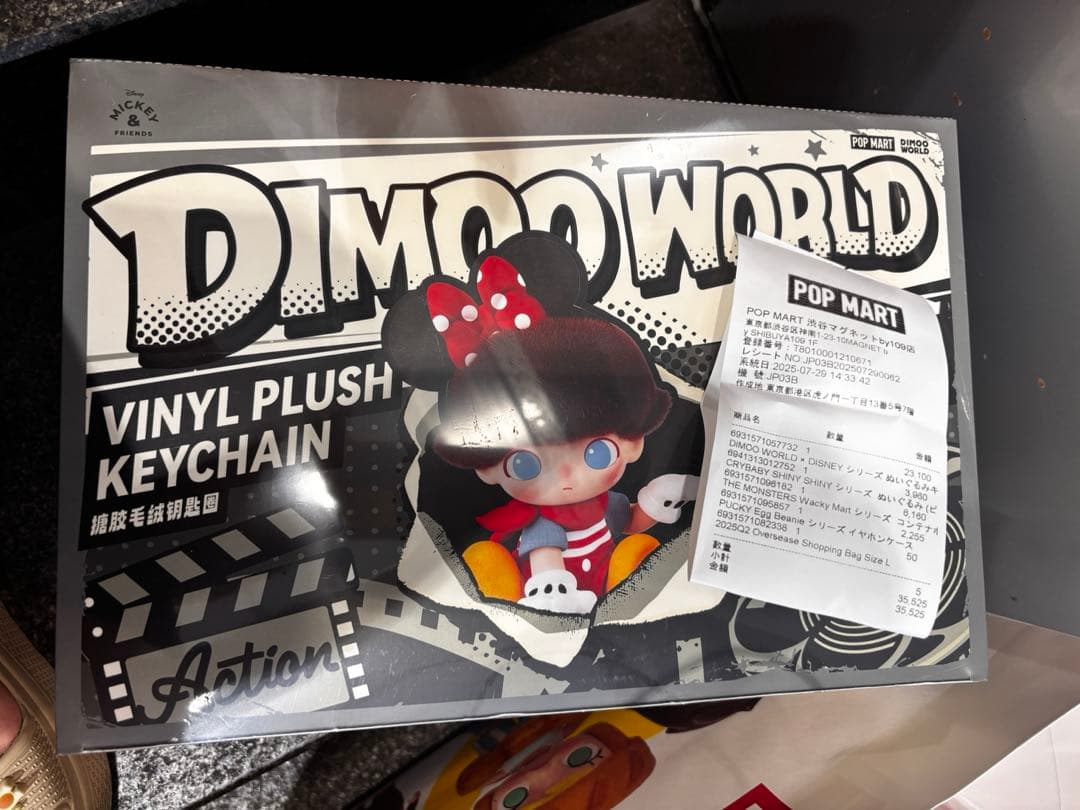 Disney
MICKEY
&
FRIENDS
POP MART DIMOO WORLD
DIMOO WORLD
VINYL PLUSH
KEYCHAIN
搪胶毛绒钥匙圈
Action
POP MART
POP MART 渋谷マグネットby109店
東京都渋谷区神南1-23-10MAGNET b
y SHIBUYA109 1F
登録番号：T8010001210671
レシート NO:JP03B202507290062
系統日:2025-07-29 14:33:42
機 號:JP03B
作成地:東京都港区虎ノ門一丁目13番5号7階
商品名 数量 金額
6931571057732 1 23,100
DIMOO WORLD × DISNEY シリーズ ぬいぐるみキ
6941313012752 1 3,960
CRYBABY SHINY SHINY シリーズ ぬいぐるみ(ピ
6931571096182 1 6,160
THE MONSTERS Wacky Mart シリーズ コンテナイ
6931571095857 1 2,255
PUCKY Egg Beanie シリーズ イヤホンケース
6931571082338 1 50
2025Q2 Oversease Shopping Bag Size L
数量 5
小計 35,525
金額 35,525